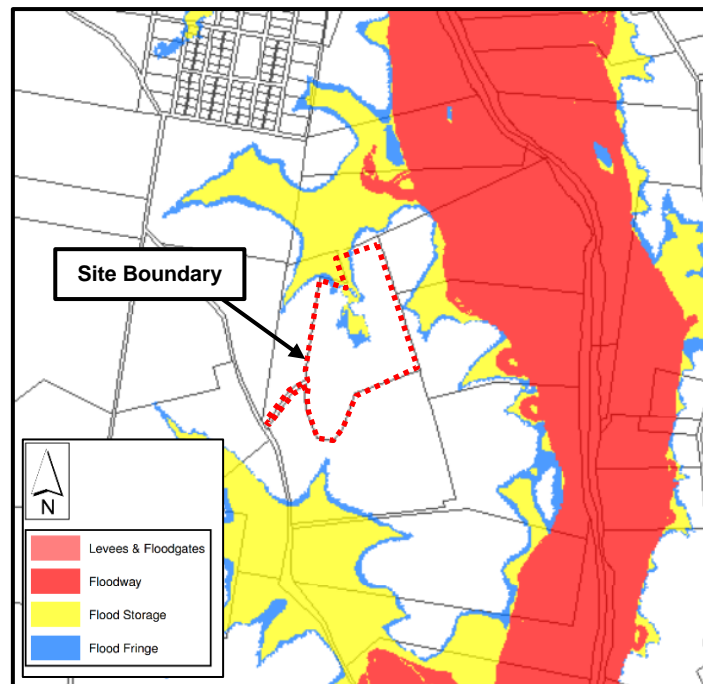 Site Boundary
N
Levees & Floodgates
Floodway
Flood Storage
Flood Fringe